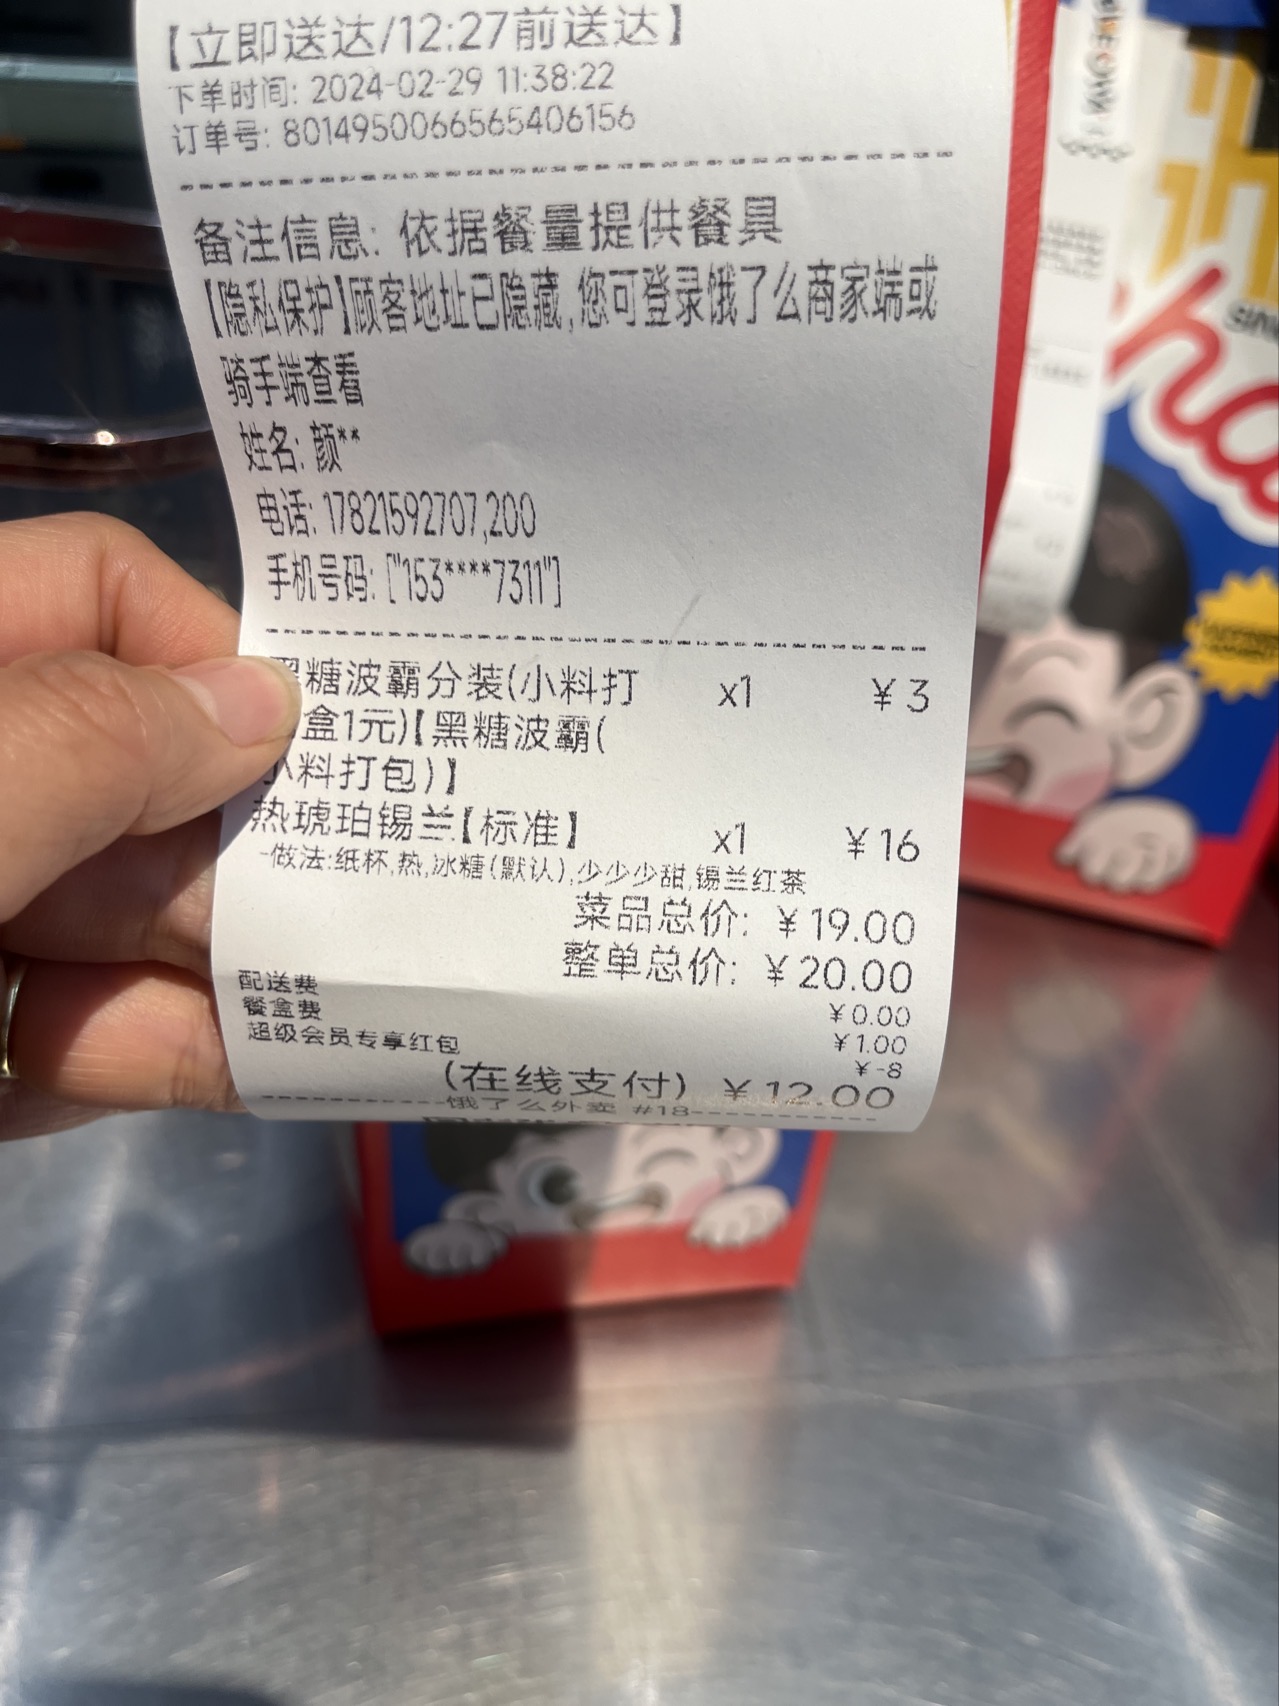 【立即送达/12:27前送达】
下单时间: 2024-02-29 11:38:22
订单号: 8014950066565406156
备注信息: 依据餐量提供餐具
【隐私保护】顾客地址已隐藏,您可登录饿了么商家端或
骑手端查看
姓名: 颜**
电话: 17821592707,200
手机号码: ["153****7311"]
黑糖波霸分装(小料打 x1 ￥3
盒1元)【黑糖波霸(
小料打包)】
热琥珀锡兰【标准】 x1 ￥16
-做法:纸杯,热,冰糖(默认),少少少甜,锡兰红茶
菜品总价: ￥19.00
整单总价: ￥20.00
配送费 ￥0.00
餐盒费 ￥1.00
超级会员专享红包 ￥-8
(在线支付) ￥12.00
饿了么外卖 #18